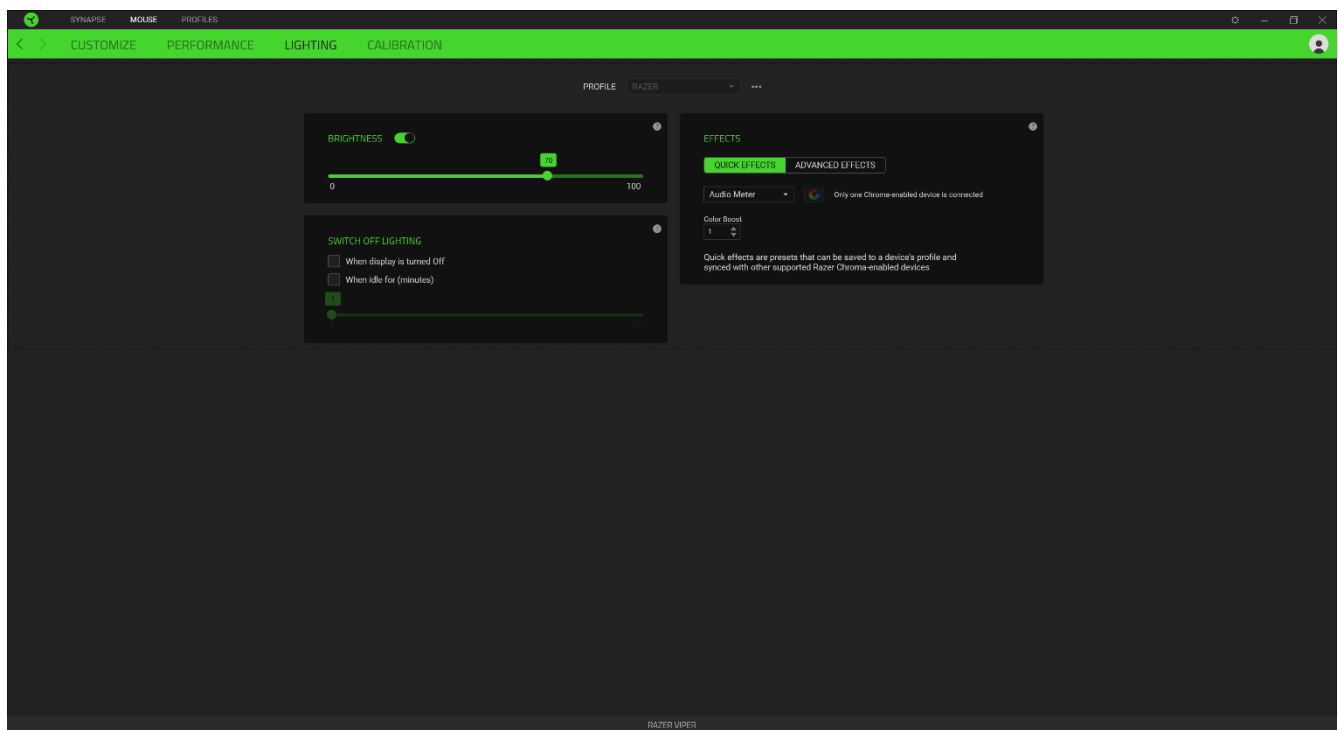 SYNAPSE MOUSE PROFILES
CUSTOMIZE PERFORMANCE LIGHTING CALIBRATION
PROFILE RAZER
BRIGHTNESS
70
0 100
SWITCH OFF LIGHTING
When display is turned Off
When idle for (minutes)
1
1 15
EFFECTS
QUICK EFFECTS ADVANCED EFFECTS
Audio Meter Only one Chroma-enabled device is connected
Color Boost
1
Quick effects are presets that can be saved to a device's profile and
synced with other supported Razer Chroma-enabled devices
RAZER VIPER